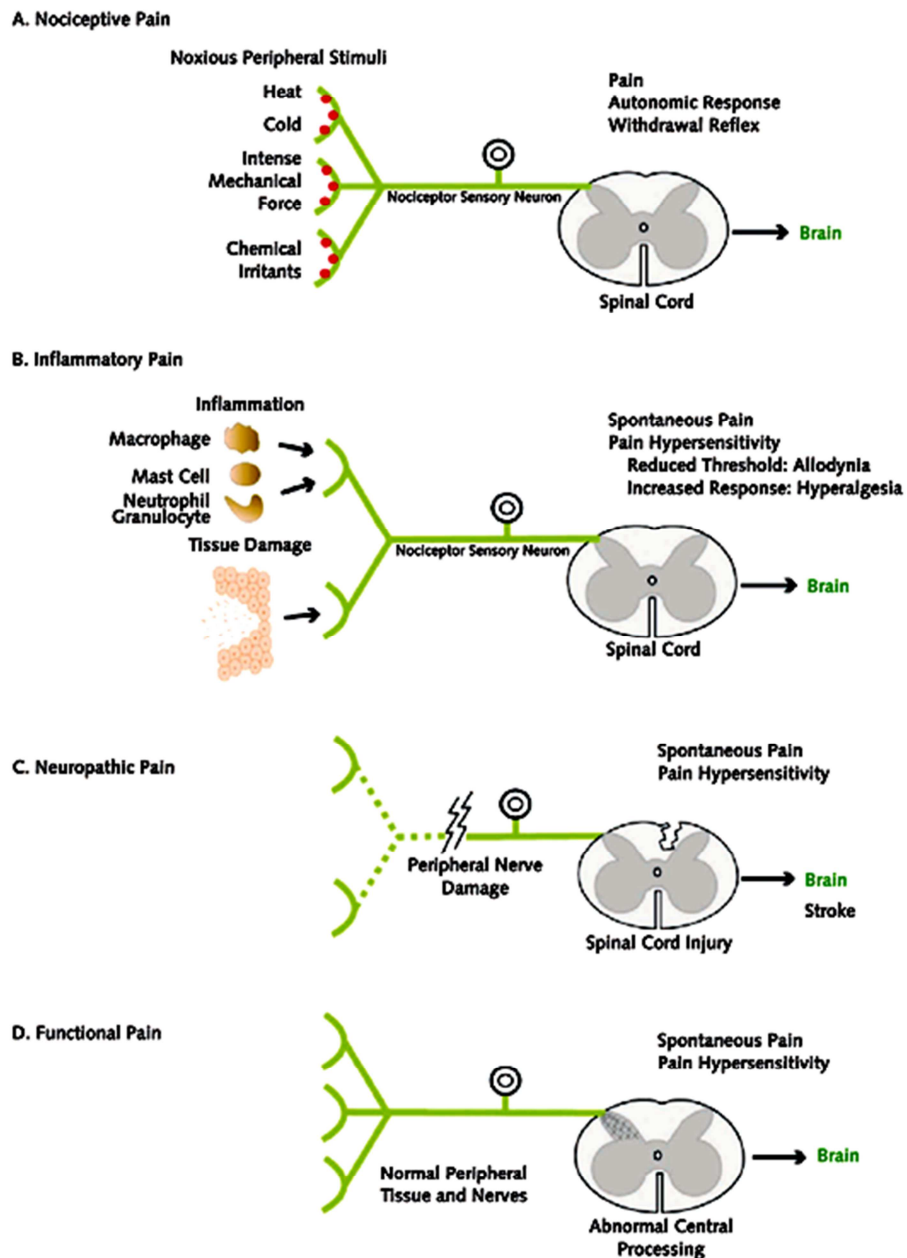 A. Nociceptive Pain
Noxious Peripheral Stimuli
Heat
Cold
Intense
Mechanical
Force
Chemical
Irritants
Nociceptor Sensory Neuron
Pain
Autonomic Response
Withdrawal Reflex
Brain
Spinal Cord
B. Inflammatory Pain
Inflammation
Macrophage
Mast Cell
Neutrophil
Granulocyte
Tissue Damage
Nociceptor Sensory Neuron
Spontaneous Pain
Pain Hypersensitivity
Reduced Threshold: Allodynia
Increased Response: Hyperalgesia
Brain
Spinal Cord
C. Neuropathic Pain
Peripheral Nerve
Damage
Spontaneous Pain
Pain Hypersensitivity
Brain
Stroke
Spinal Cord Injury
D. Functional Pain
Normal Peripheral
Tissue and Nerves
Spontaneous Pain
Pain Hypersensitivity
Brain
Abnormal Central
Processing